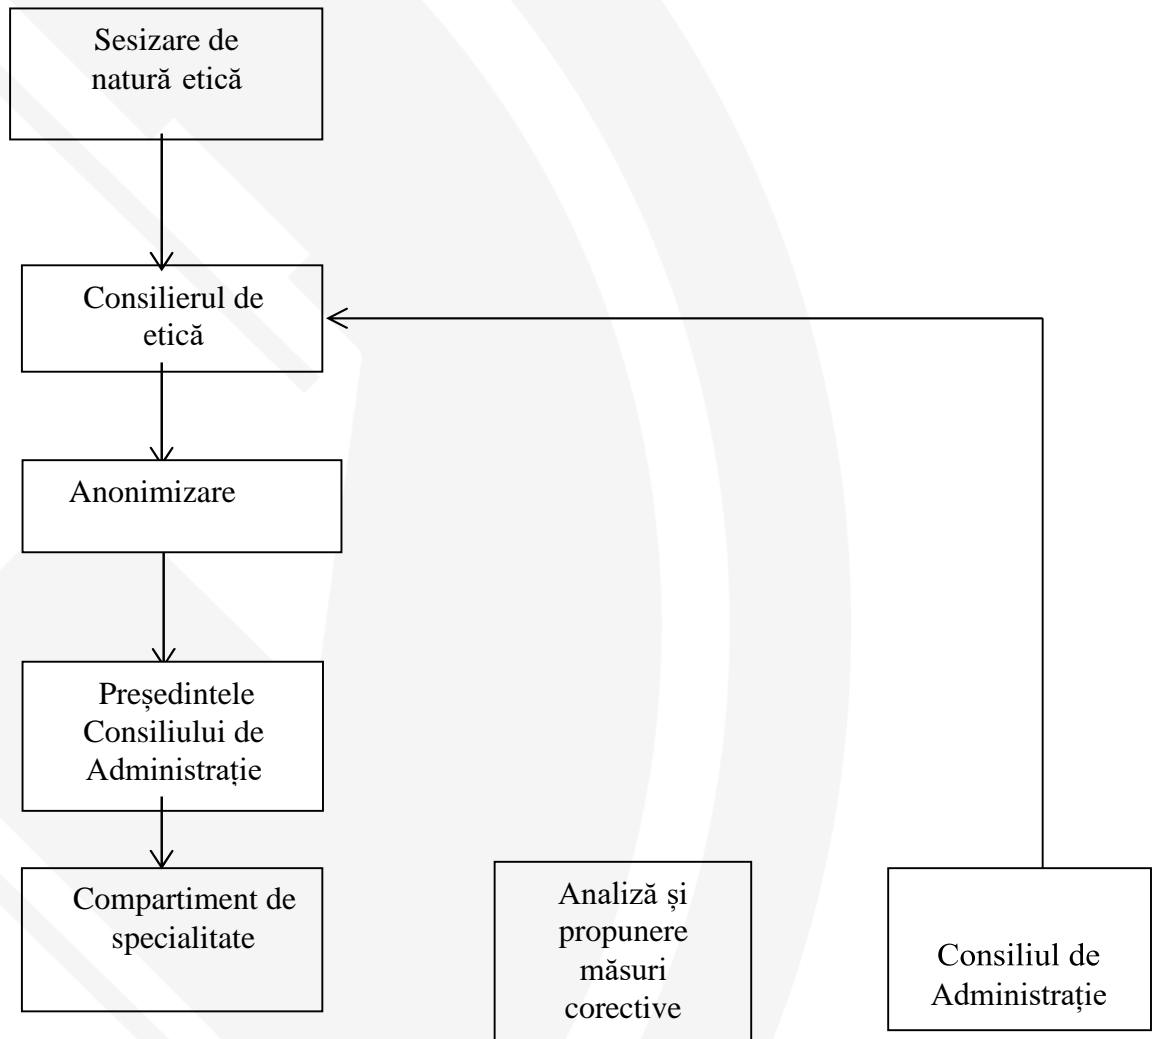 Sesizare de
natură etică
Consilierul de
etică
Anonimizare
Președintele
Consiliului de
Administrație
Compartiment de
specialitate
Analiză și
propunere
măsuri
corective
Consiliul de
Administrație